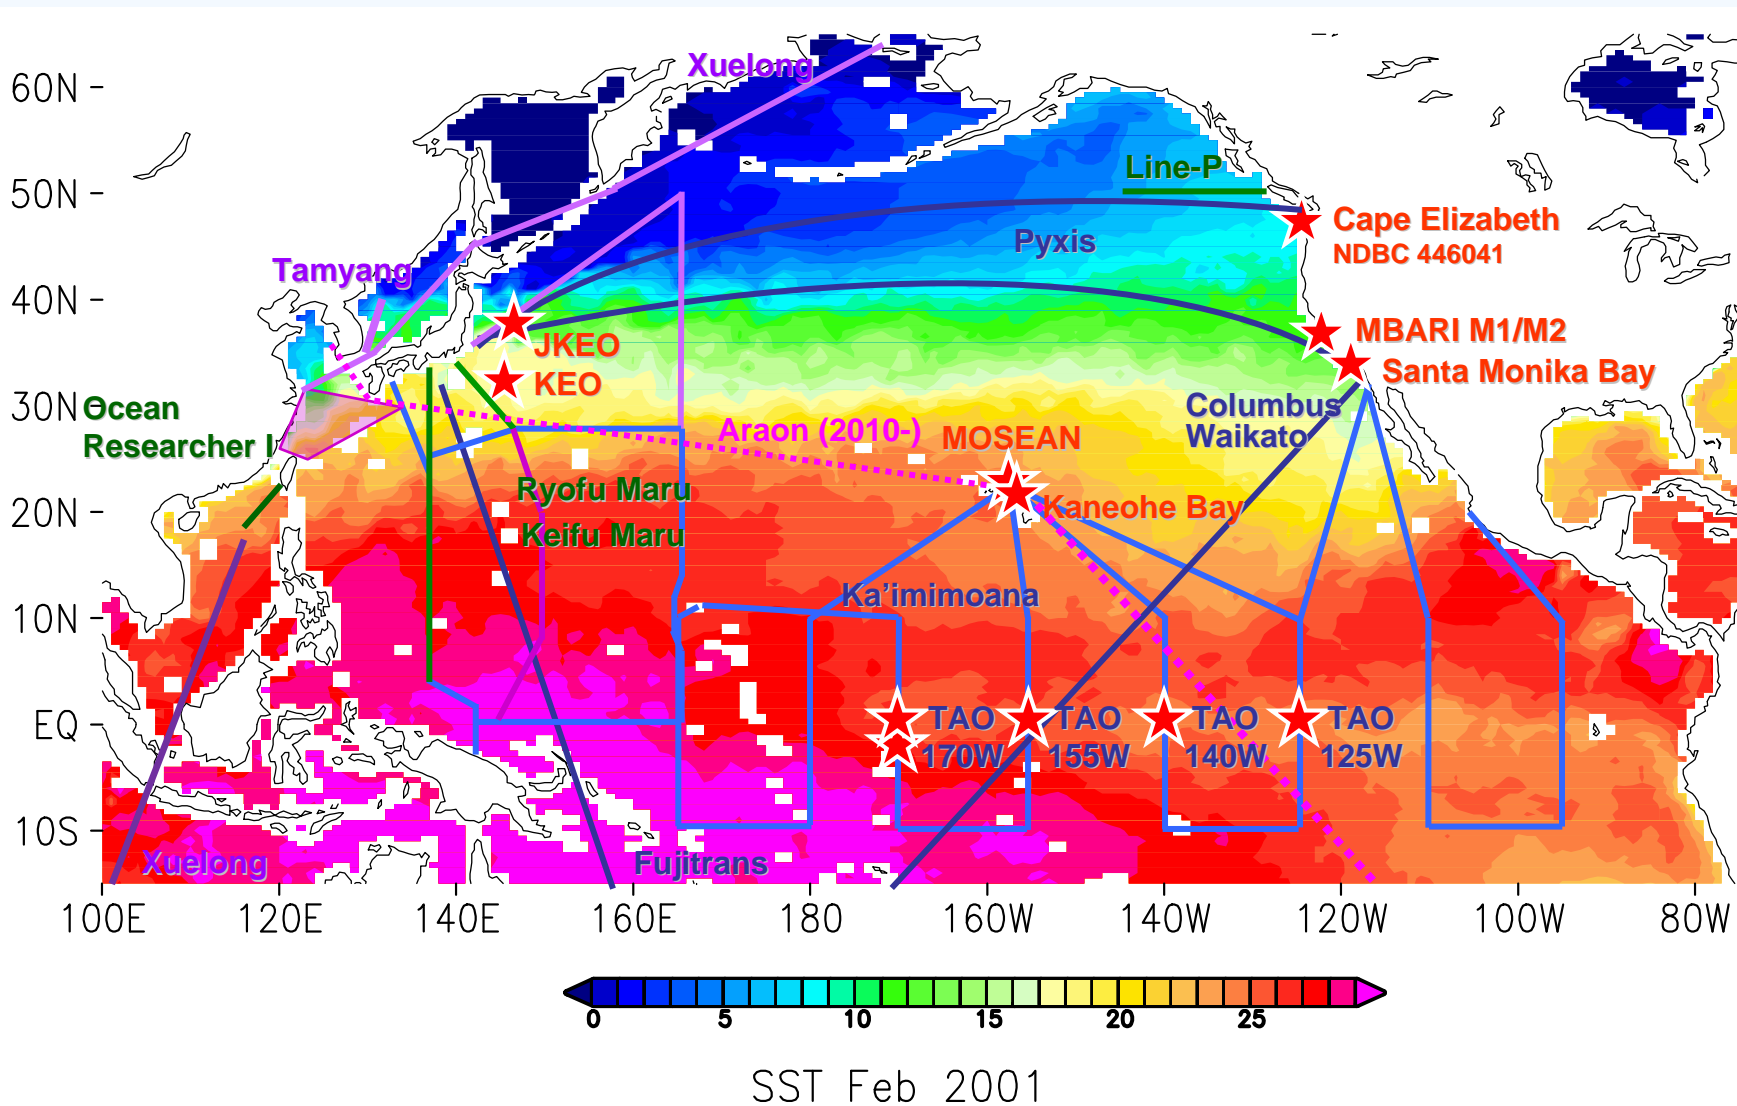 Xuelong
60N
Line-P
50N
Cape Elizabeth
NDBC 446041
Pyxis
Tamyang
40N
MBARI M1/M2
JKEO
Santa Monika Bay
KEO
30N
Ocean
Researcher I
Columbus
Waikato
Araon (2010-)
MOSEAN
Ryofu Maru
Keifu Maru
20N
Kaneohe Bay
Ka'imimoana
10N
EQ
TAO
170W
TAO
155W
TAO
140W
TAO
125W
10S
Xuelong
Fujitrans
100E 120E 140E 160E 180 160W 140W 120W 100W 80W
0 5 10 15 20 25
SST Feb 2001